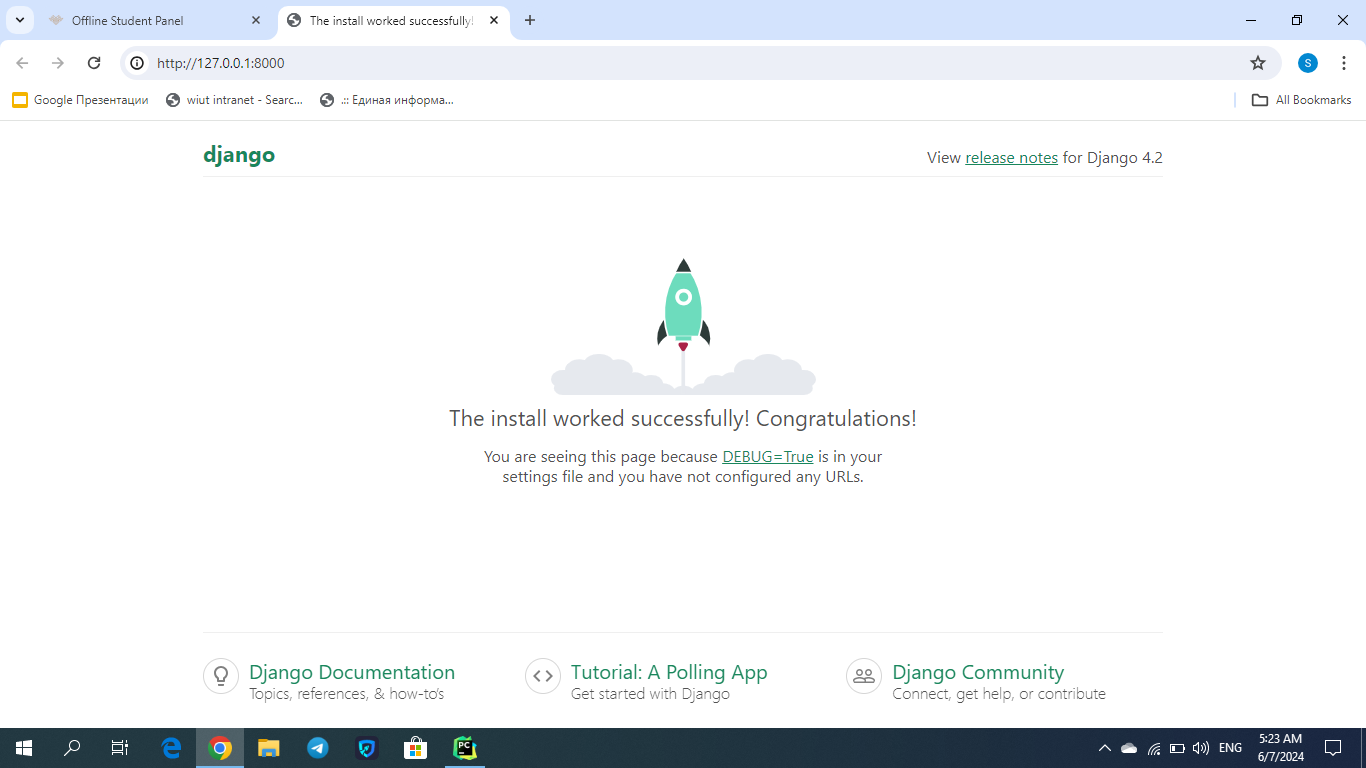 Offline Student Panel
The install worked successfully!
http://127.0.0.1:8000
S
Google Презентации
wiut intranet - Searc...
.:: Единая информа...
All Bookmarks
django
View release notes for Django 4.2
The install worked successfully! Congratulations!
You are seeing this page because DEBUG=True is in your
settings file and you have not configured any URLs.
Django Documentation
Topics, references, & how-to's
Tutorial: A Polling App
Get started with Django
Django Community
Connect, get help, or contribute
PC
ENG
5:23 AM
6/7/2024